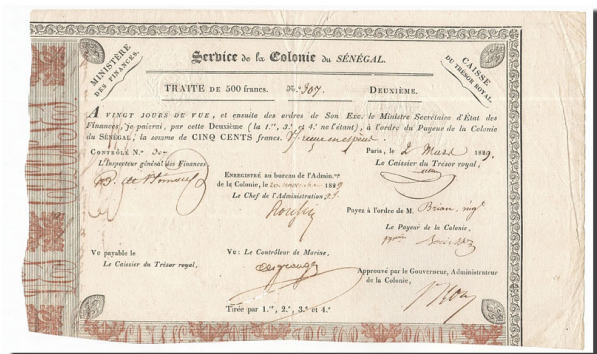 MINISTÈRE
DES FINANCES.
Service de la Colonie du SÉNÉGAL.
CAISSE
DU TRÉSOR ROYAL.
TRAITE DE 500 francs. N.º 307. DEUXIÈME.
A VINGT JOURS DE VUE, et ensuite des ordres de Son Exc. le Ministre Secrétaire d'État des
Finances, je paierai, par cette Deuxième (la 1.re, 3.e et 4.e ne l'étant), à l'ordre du Payeur de la Colonie
du SÉNÉGAL, la somme de CINQ CENTS francs.
CONTRÔLE N.º 307 Paris, le 2 Mars 1829.
L'Inspecteur général des Finances, Le Caissier du Trésor royal,
ENREGISTRÉ au bureau de l'Admin.on
de la Colonie, le 1829
Le Chef de l'Administration
Payez à l'ordre de M. Brian, nég.t
Le Payeur de la Colonie,
Vu payable le Vu : Le Contrôleur de Marine,
Le Caissier du Trésor royal,
Approuvé par le Gouverneur, Administrateur
de la Colonie,
Tirée par 1.re, 2.e, 3.e et 4.e